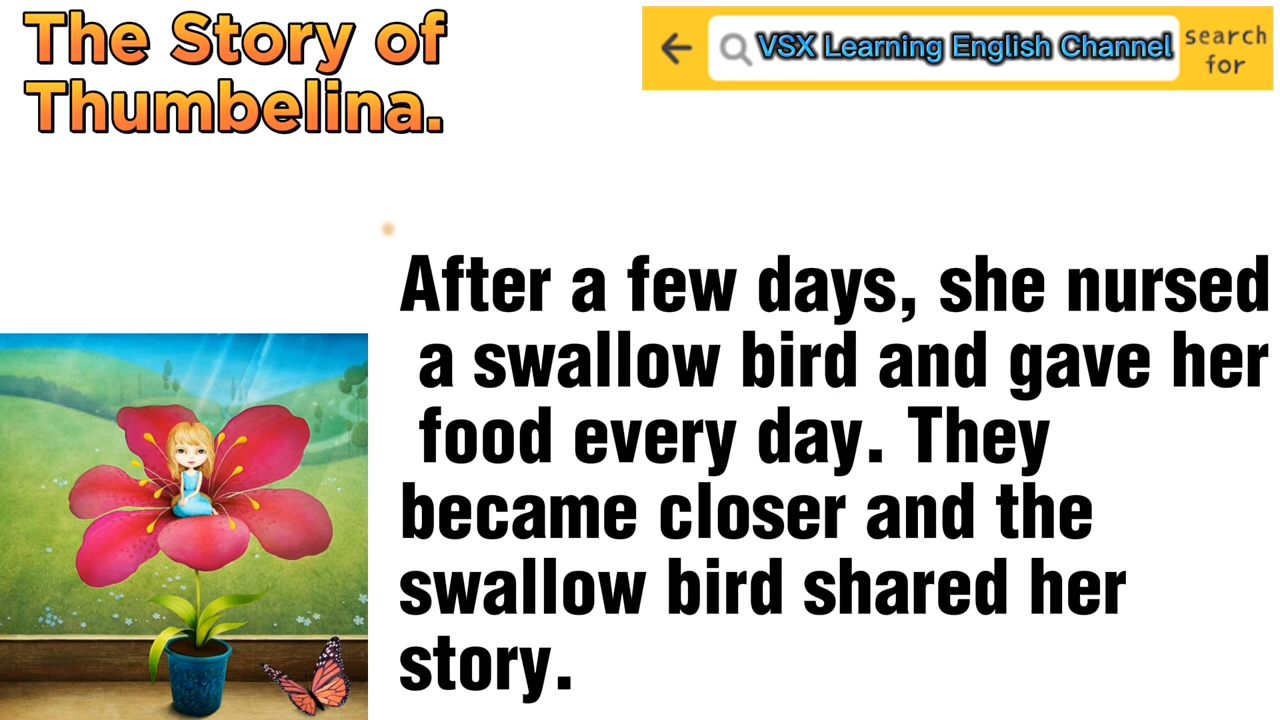 The Story of
Thumbelina.
VSX Learning English Channel
search
for
After a few days, she nursed
a swallow bird and gave her
food every day. They
became closer and the
swallow bird shared her
story.